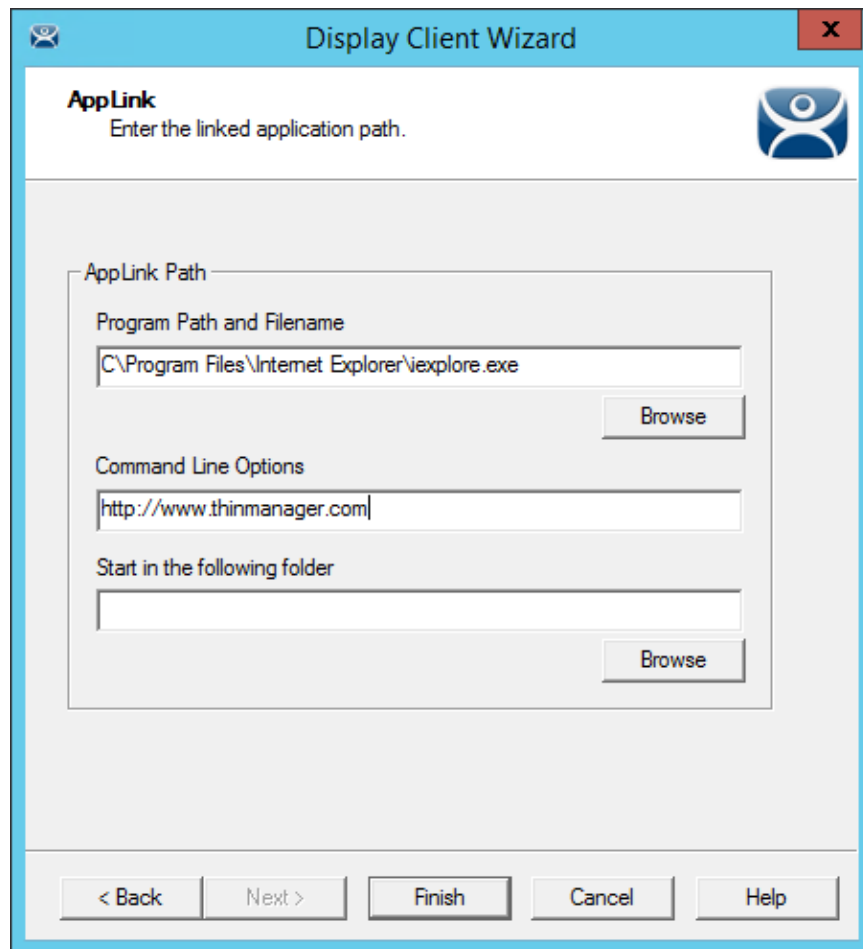 Display Client Wizard
x
AppLink
Enter the linked application path.
AppLink Path
Program Path and Filename
C\Program Files\Internet Explorer\iexplore.exe
Browse
Command Line Options
http://www.thinmanager.com
Start in the following folder
Browse
< Back Next > Finish Cancel Help